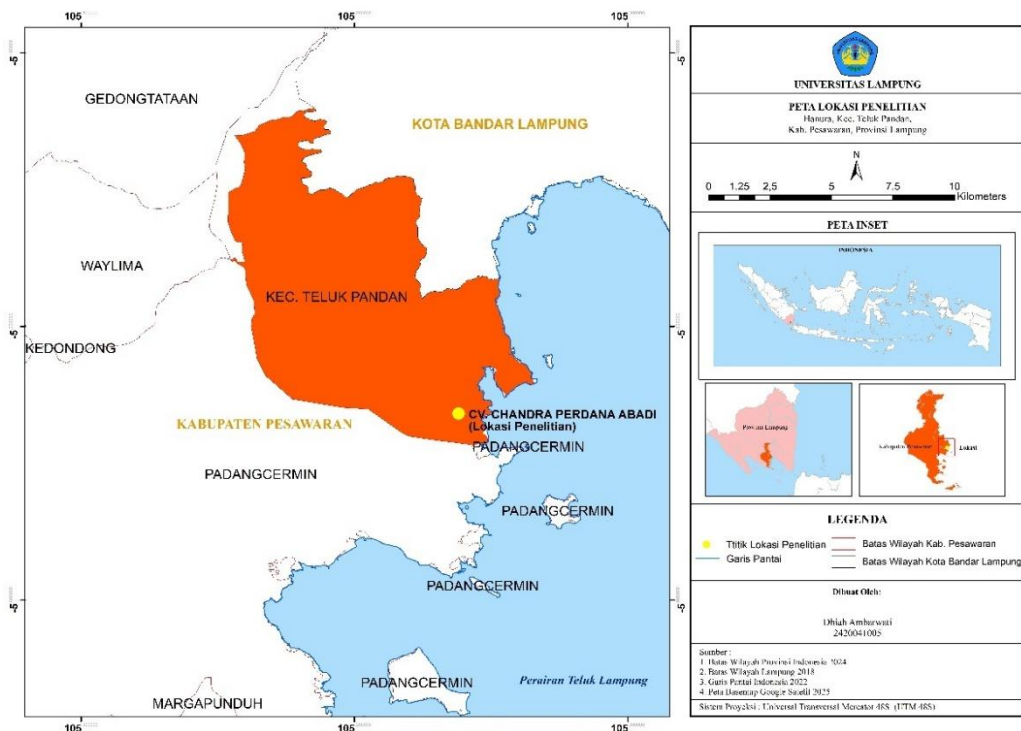 105
105
105
-5
-5
-5
GEDONGTATAAN
KOTA BANDAR LAMPUNG
WAYLIMA
KEC. TELUK PANDAN
KEDONDONG
CV. CHANDRA PERDANA ABADI
(Lokasi Penelitian)
KABUPATEN PESAWARAN
PADANGCERMIN
PADANGCERMIN
PADANGCERMIN
PADANGCERMIN
PADANGCERMIN
Perairan Teluk Lampung
MARGAPUNDUH
105
105
105
-5
-5
-5
UNIVERSITAS LAMPUNG
PETA LOKASI PENELITIAN
Hanura, Kec. Teluk Pandan,
Kab. Pesawaran, Provinsi Lampung
N
0 1.25 2,5 5 7.5 10
Kilometers
PETA INSET
INDONESIA
Provinsi Lampung
Kabupaten Pesawaran
Lokasi
LEGENDA
Ttitik Lokasi Penelitian
Garis Pantai
Batas Wilayah Kab. Pesawaran
Batas Wilayah Kota Bandar Lampung
Dibuat Oleh:
Dhiah Ambarwati
2426041005
Sumber :
1. Batas Wilayah Provinsi Indonesia 2024
2. Batas Wilayah Lampung 2018
3. Garis Pantai Indonesia 2022
4. Peta Basemap Google Satelit 2025
Sistem Proyeksi : Universal Transversal Mercator 48S (UTM 48S)